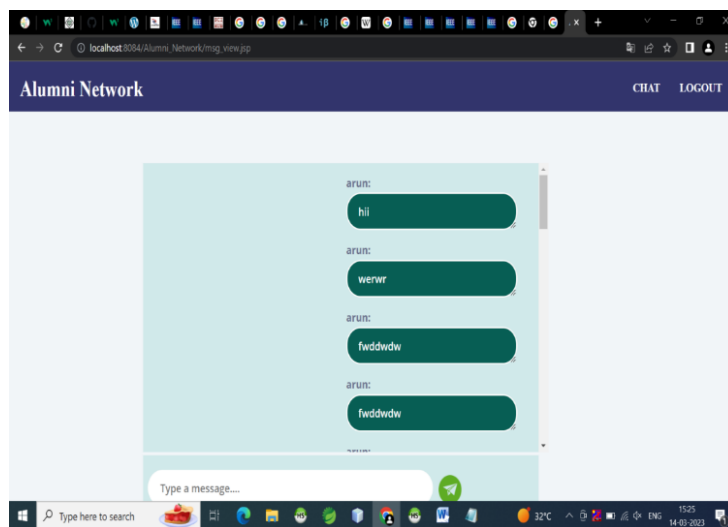 localhost:8084/Alumni_Network/msg_view.jsp
Alumni Network
CHAT LOGOUT
arun:
hii
arun:
werwr
arun:
fwddwdw
arun:
fwddwdw
arun:
Type a message....
Type here to search
32°C
ENG
15:25
14-03-2023